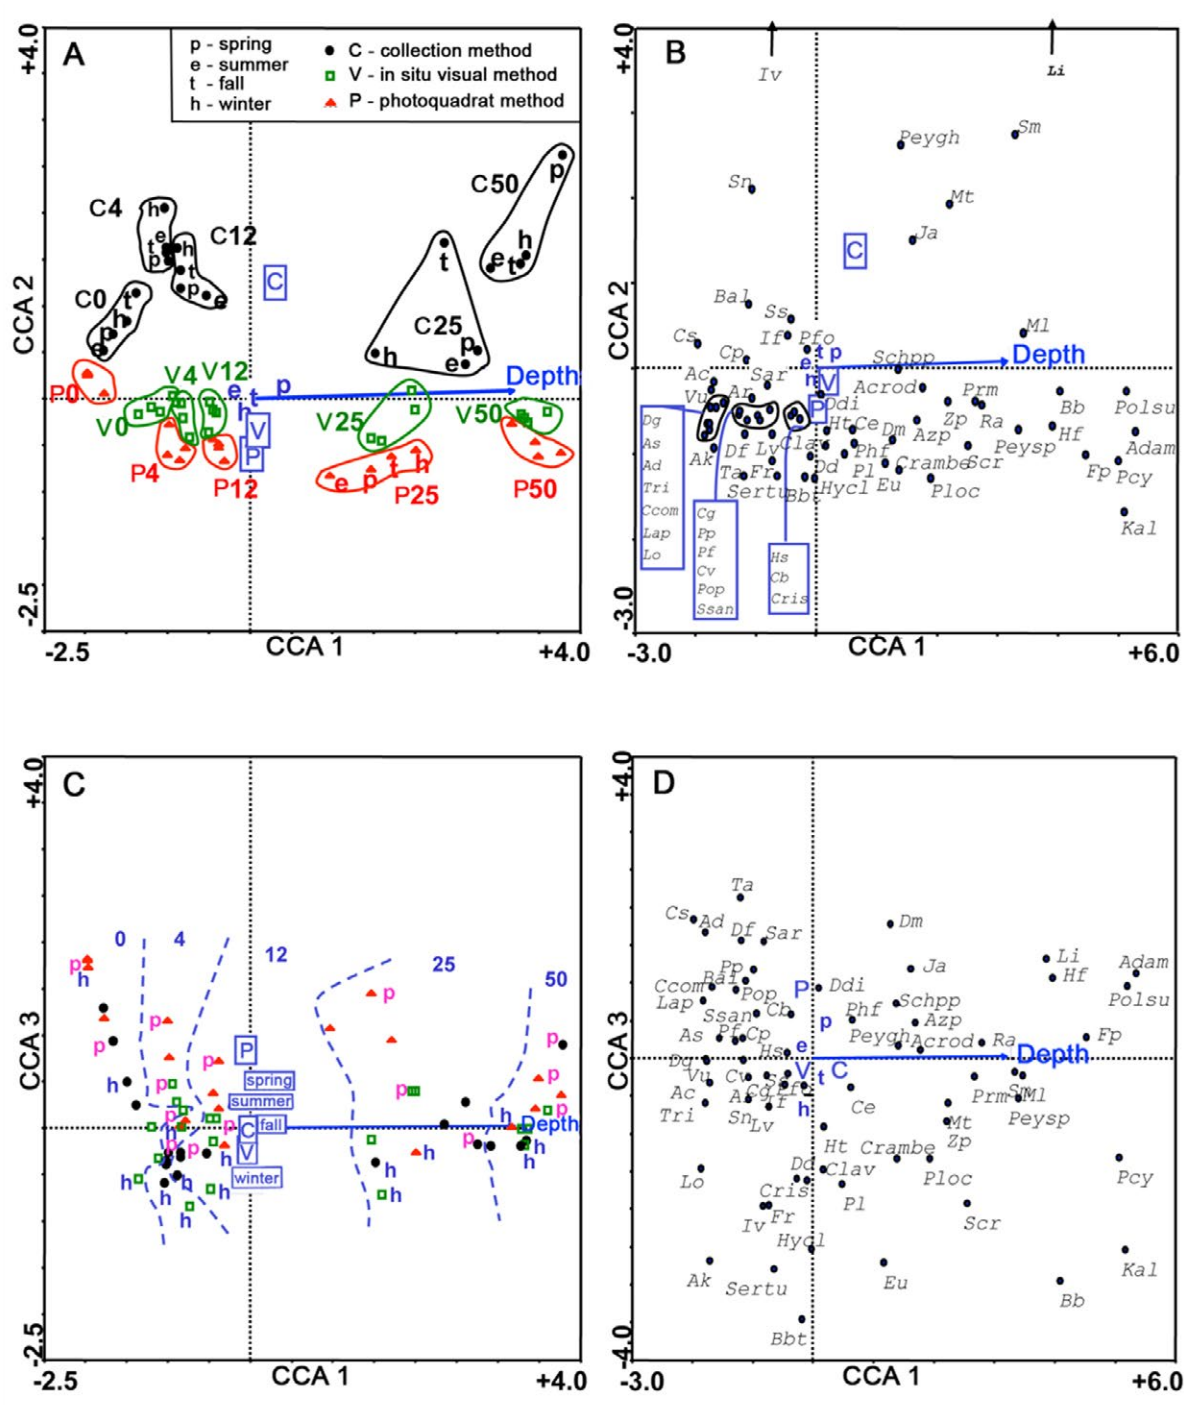 A
p - spring
e - summer
t - fall
h - winter
C - collection method
V - in situ visual method
P - photoquadrat method
+4.0
CCA 2
-2.5
-2.5
CCA 1
+4.0
C4
h
e
t
p
C12
h
t
p
e
C0
t
h
p
e
C
C50
p
h
e
t
t
C25
h
p
e
P0
V4
V12
V0
e
t
p
h
V
P
Depth
V25
V50
P4
P12
e
p
t
h
P25
P50
B
+4.0
CCA 2
-3.0
-3.0
CCA 1
+6.0
Iv
Li
Peygh
Sm
Sn
Mt
Ja
C
Bal
Ss
If
Pfo
Ml
Cs
Cp
t
p
e
h
V
P
Depth
Schpp
Ac
Sar
Vu
Ar
Acrod
Prm
Bb
Polsu
Ddi
Dg
As
Ad
Tri
Ccom
Lap
Lo
Ht
Ce
Dm
Azp
Zp
Ra
Peysp
Hf
Adam
Ak
Df
Lv
Clav
Phf
Ta
Fr
Dd
Pl
Crambe
Scr
Fp
Pcy
Sertu
Bbt
Hycl
Eu
Ploc
Kal
Cg
Pp
Pf
Cv
Pop
Ssan
Hs
Cb
Cris
C
+4.0
CCA 3
-2.5
-2.5
CCA 1
+4.0
0
4
12
25
50
p
h
p
p
h
p
p
P
spring
summer
C
fall
V
winter
p
p
p
p
h
h
h
h
h
p
p
h
h
p
p
p
h
h
h
Depth
D
+4.0
CCA 3
-4.0
-3.0
CCA 1
+6.0
Ta
Cs
Ad
Df
Sar
Dm
Pp
Bal
Ja
Li
Hf
Adam
Polsu
Ccom
Pop
P
Ddi
Lap
Ssan
Cb
Schpp
Phf
p
Azp
As
Pf
Cp
Peygh
Acrod
Ra
Fp
e
Hs
Dg
Depth
Vu
Cv
Ss
V
t
C
Ac
Cg
Pfo
Ar
If
h
Ce
Prm
Sm
Ml
Tri
Sn
Lv
Mt
Peysp
Zp
Ht
Crambe
Lo
Dd
Clav
Ploc
Pcy
Cris
Pl
Iv
Fr
Scr
Hycl
Ak
Sertu
Eu
Kal
Bb
Bbt